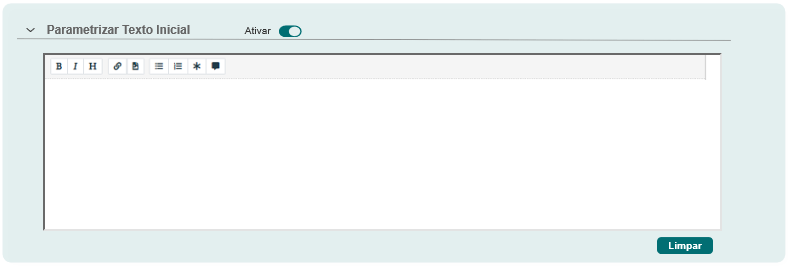 Parametrizar Texto Inicial Ativar
B I H
Limpar